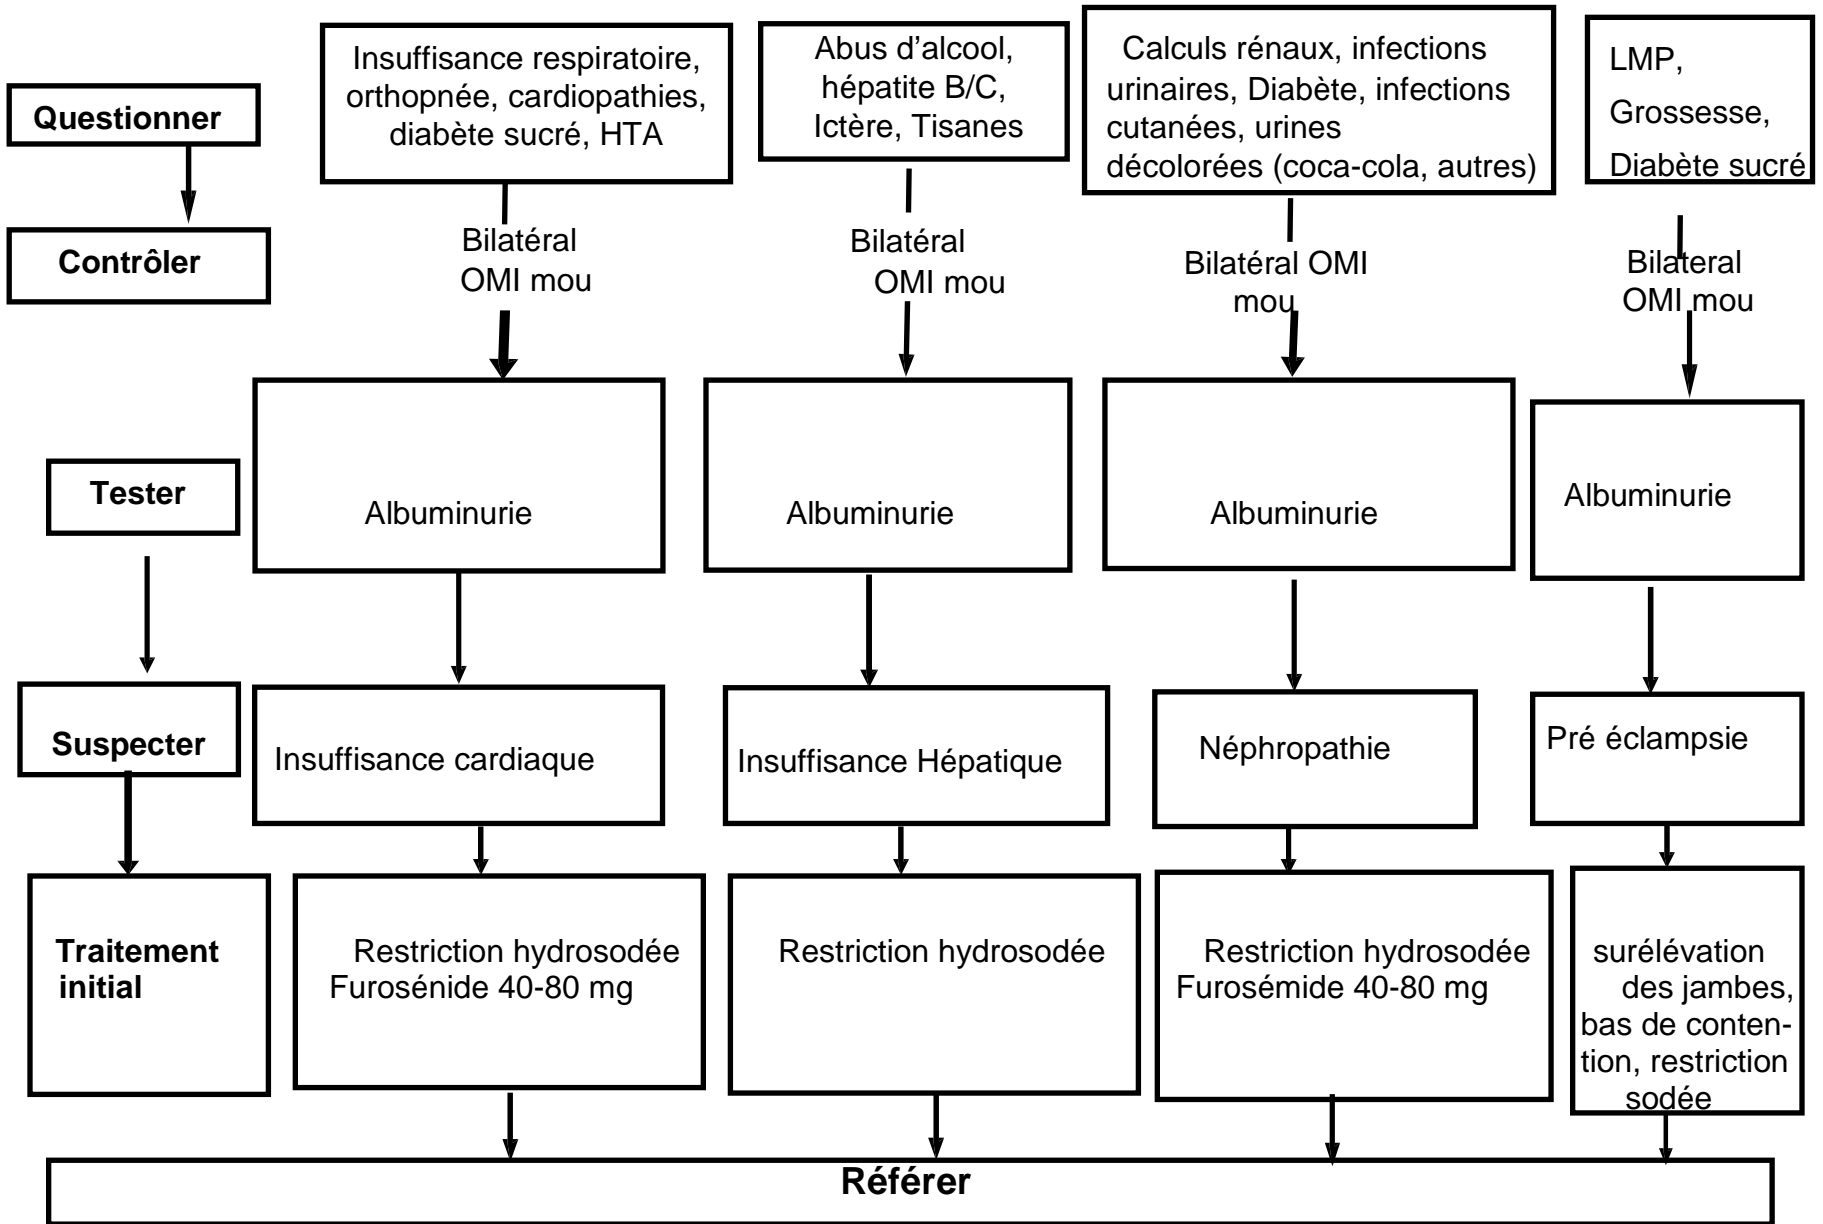 Questionner
Insuffisance respiratoire,
orthopnée, cardiopathies,
diabète sucré, HTA
Abus d’alcool,
hépatite B/C,
Ictère, Tisanes
Calculs rénaux, infections
urinaires, Diabète, infections
cutanées, urines
décolorées (coca-cola, autres)
LMP,
Grossesse,
Diabète sucré
Contrôler
Bilatéral
OMI mou
Bilatéral
OMI mou
Bilatéral OMI
mou
Bilateral
OMI mou
Tester
Albuminurie
Albuminurie
Albuminurie
Albuminurie
Suspecter
Insuffisance cardiaque
Insuffisance Hépatique
Néphropathie
Pré éclampsie
Traitement
initial
Restriction hydrosodée
Furosénide 40-80 mg
Restriction hydrosodée
Restriction hydrosodée
Furosémide 40-80 mg
surélévation
des jambes,
bas de conten-
tion, restriction
sodée
Référer